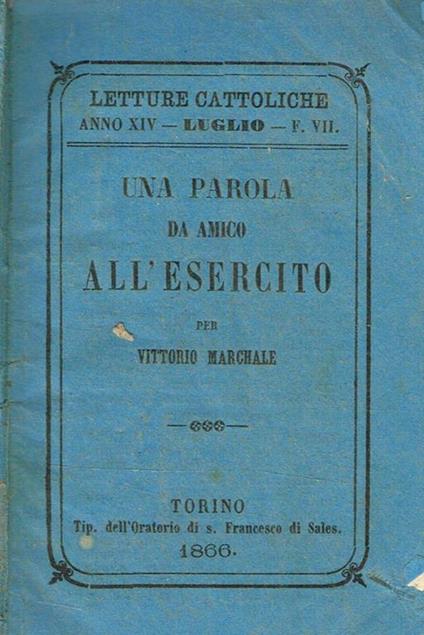 LETTURE CATTOLICHE
ANNO XIV — LUGLIO — F. VII.
UNA PAROLA
DA AMICO
ALL'ESERCITO
PER
VITTORIO MARCHALE
TORINO
Tip. dell'Oratorio di s. Francesco di Sales.
1866.